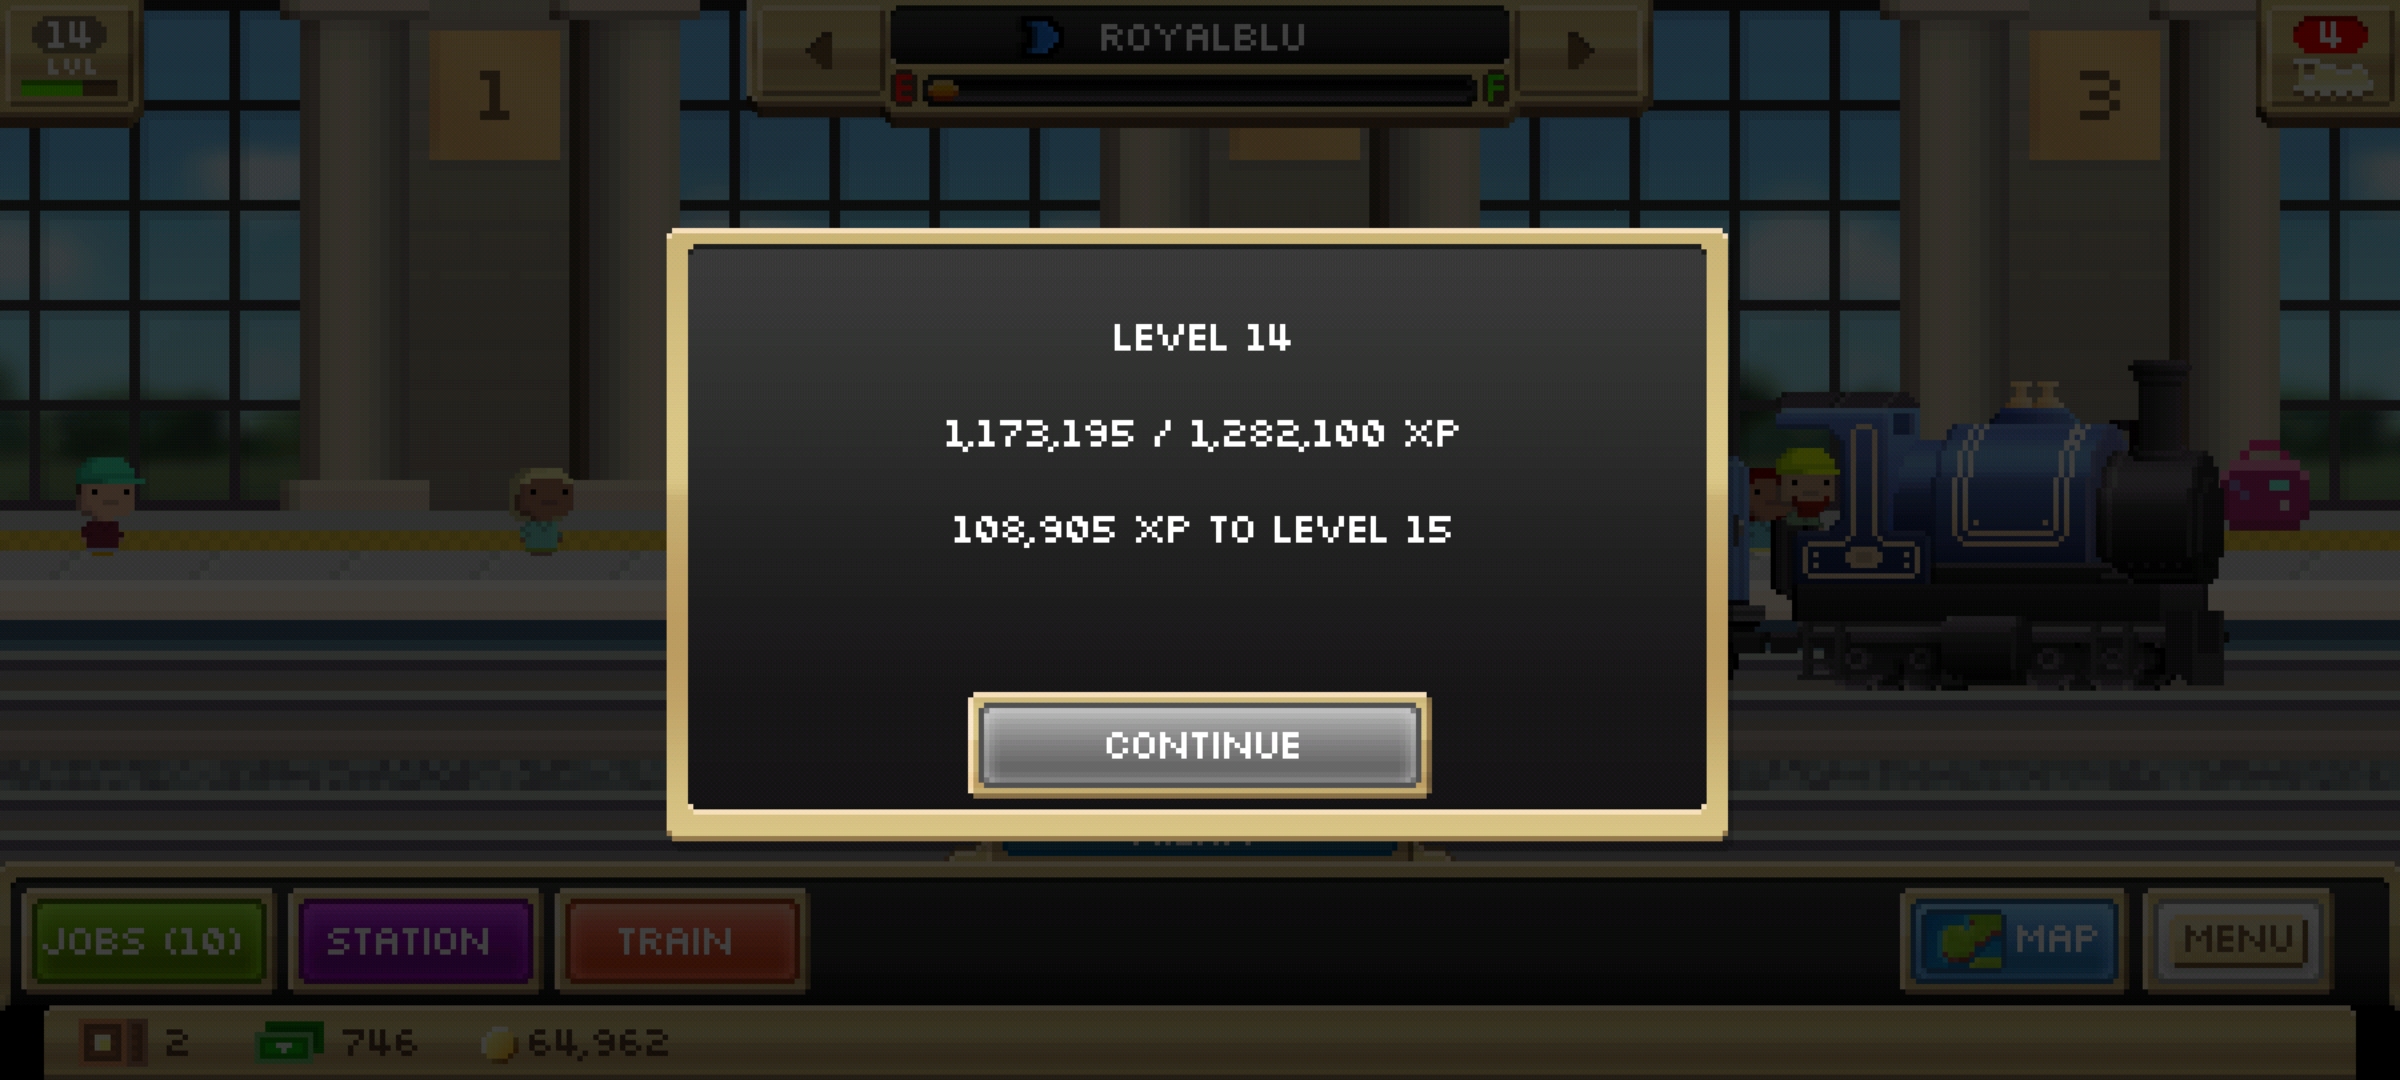 14
LVL
1
ROYALBLU
E
F
3
4
LEVEL 14
1,173,195 / 1,282,100 XP
108,905 XP TO LEVEL 15
CONTINUE
JOBS (10)
STATION
TRAIN
MAP
MENU
2
746
64,962